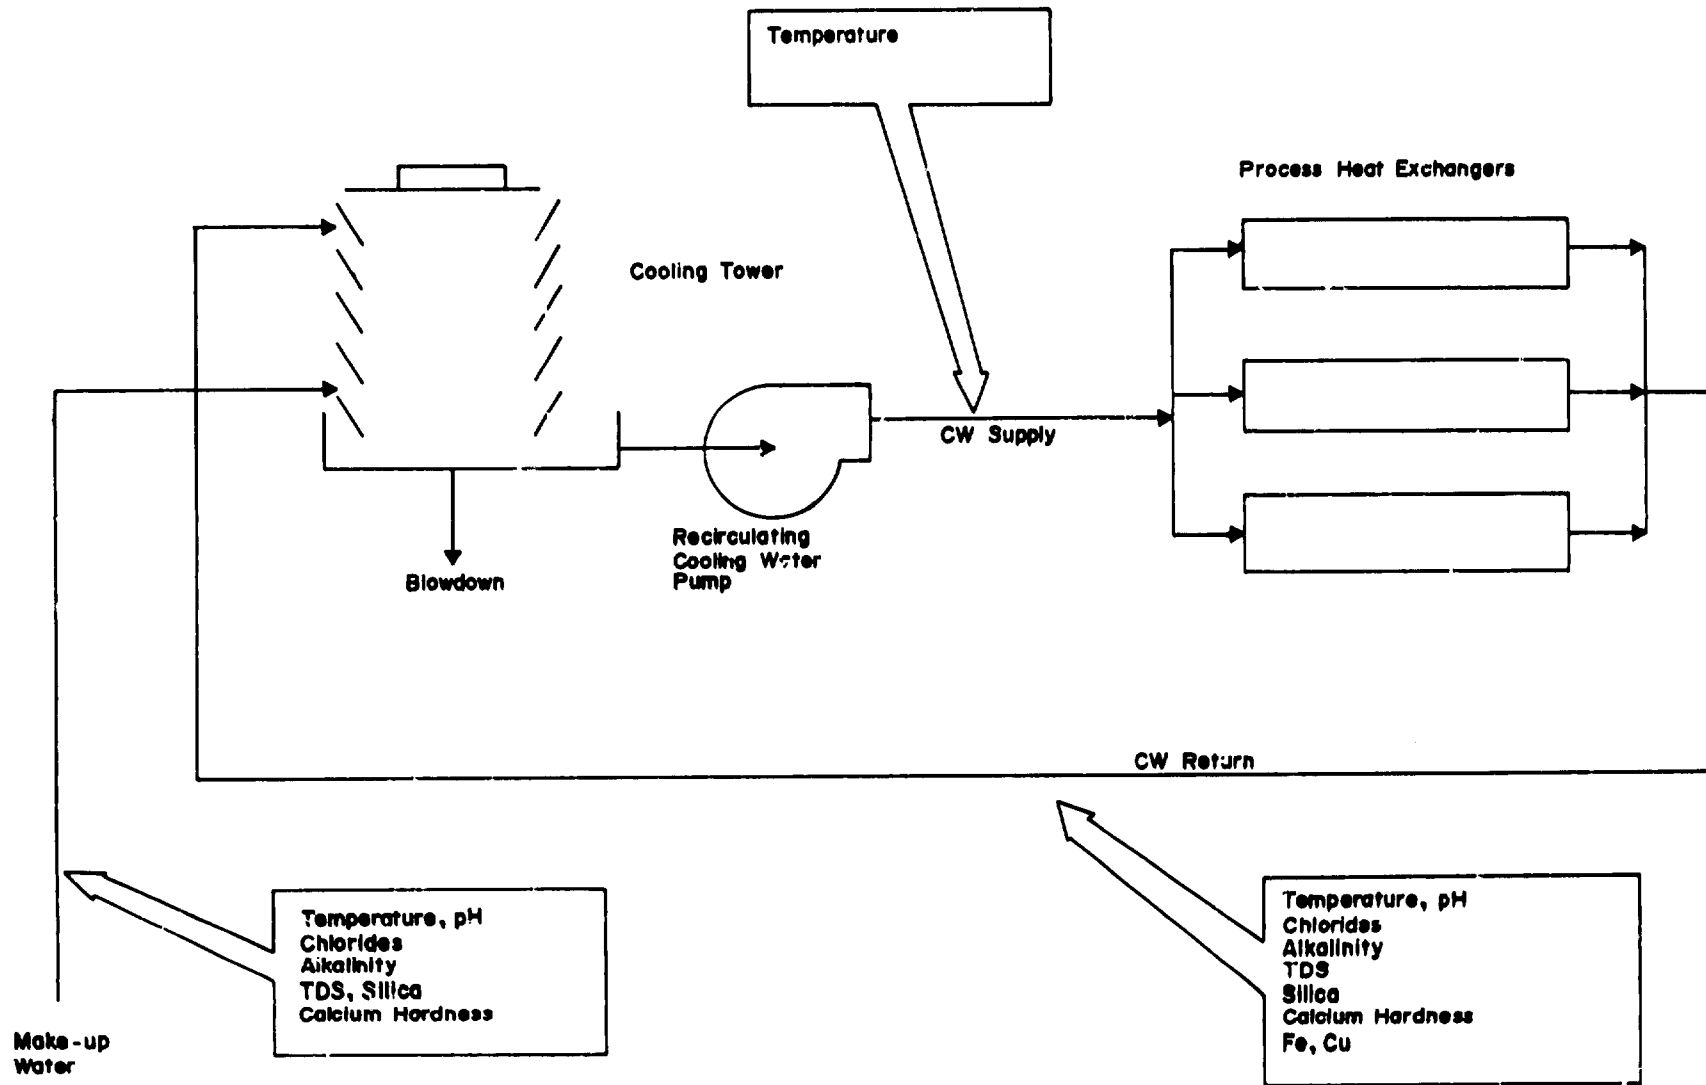 Temperature
Process Heat Exchangers
Cooling Tower
CW Supply
Recirculating
Cooling Water
Pump
Blowdown
CW Return
Temperature, pH
Chlorides
Alkalinity
TDS, Silica
Calcium Hardness
Temperature, pH
Chlorides
Alkalinity
TDS
Silica
Calcium Hardness
Fe, Cu
Make-up
Water